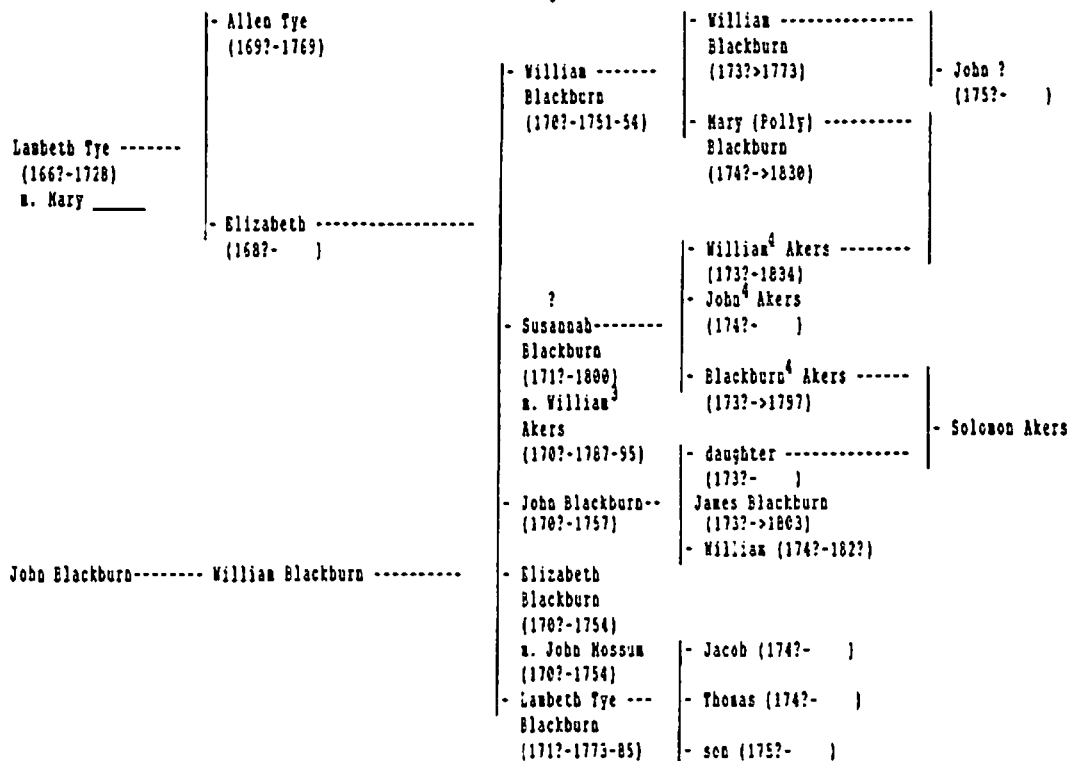 - Allen Tye
(169?-1769)
Lambeth Tye -------
(166?-1728)
m. Mary _____
- Elizabeth ----------------
(168?-    )
John Blackburn------- William Blackburn ---------
- William -------
Blackburn
(170?-1751-54)
?
- Susannah-------
Blackburn
(171?-1800)
m. William³
Akers
(170?-1787-95)
- John Blackburn--
(170?-1757)
- Elizabeth
Blackburn
(170?-1754)
m. John Mossum
(170?-1754)
- Lambeth Tye ---
Blackburn
(171?-1773-85)
- William ------------
Blackburn
(173?>1773)
- Mary (Polly) ---------
Blackburn
(174?->1830)
- William⁴ Akers -------
(173?-1834)
- John⁴ Akers
(174?-    )
- Blackburn⁴ Akers ------
(173?->1797)
- daughter -------------
(173?-    )
James Blackburn
(173?->1803)
- William (174?-182?)
- Jacob (174?-    )
- Thomas (174?-    )
- son (175?-    )
- John ?
(175?-    )
- Solomon Akers